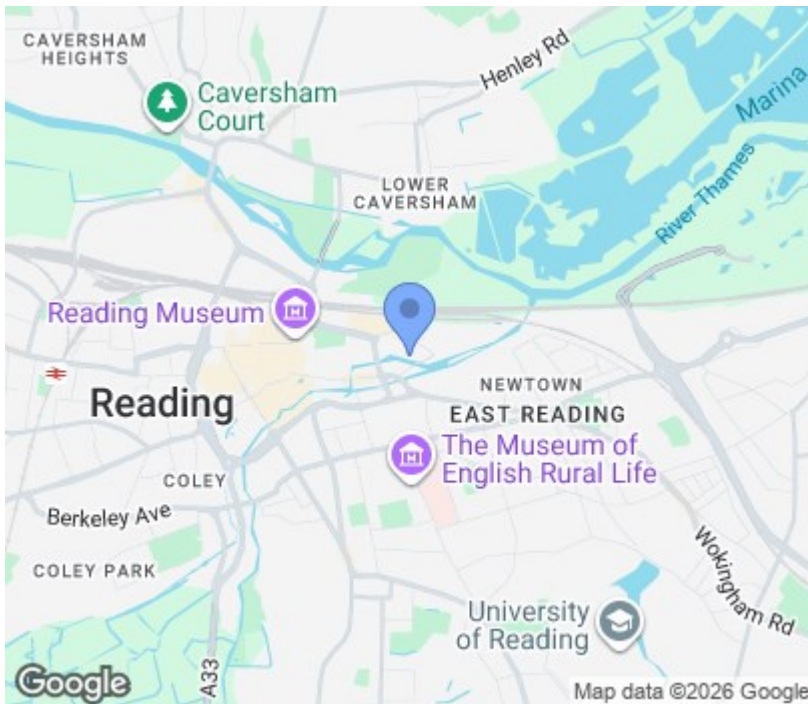 CAVERSHAM
HEIGHTS
Henley Rd
Caversham
Court
Marina
LOWER
CAVERSHAM
River Thames
Reading Museum
Reading
NEWTOWN
EAST READING
The Museum of
English Rural Life
COLEY
Berkeley Ave
COLEY PARK
Wokingham Rd
University
of Reading
A33
Google
Map data ©2026 Google